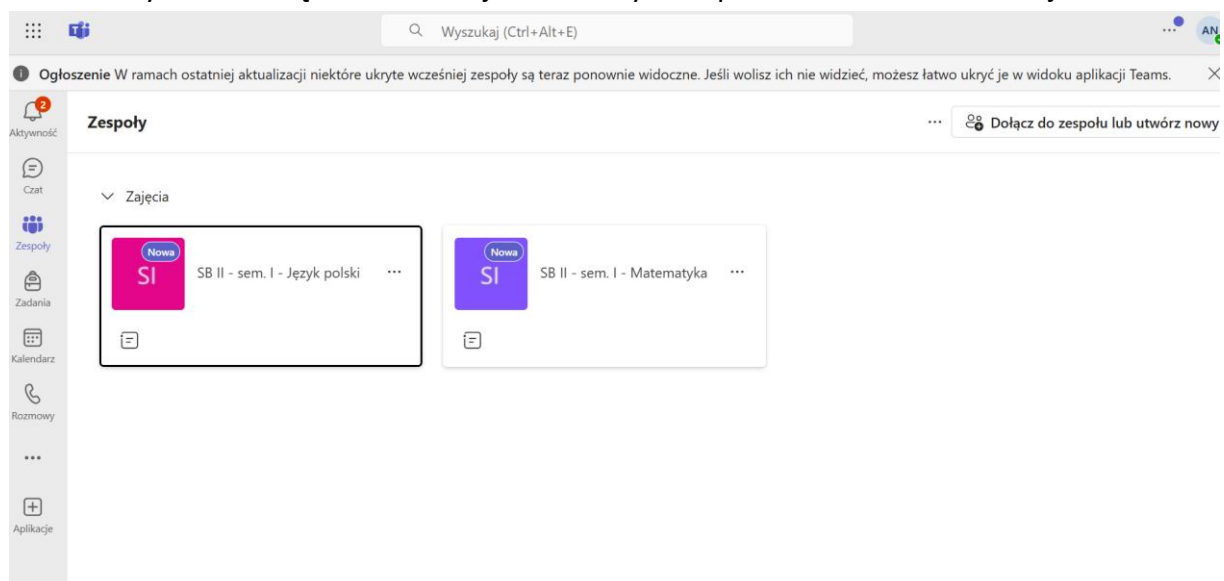 Wyszukaj (Ctrl+Alt+E)
...
AN
Ogłoszenie W ramach ostatniej aktualizacji niektóre ukryte wcześniej zespoły są teraz ponownie widoczne. Jeśli wolisz ich nie widzieć, możesz łatwo ukryć je w widoku aplikacji Teams.
2
Aktywność
Zespoły
...
Dołącz do zespołu lub utwórz nowy
Czat
Zajęcia
Zespoły
Nowa
SI
SB II - sem. I - Język polski
...
Nowa
SI
SB II - sem. I - Matematyka
...
Zadania
Kalendarz
Rozmowy
...
Aplikacje